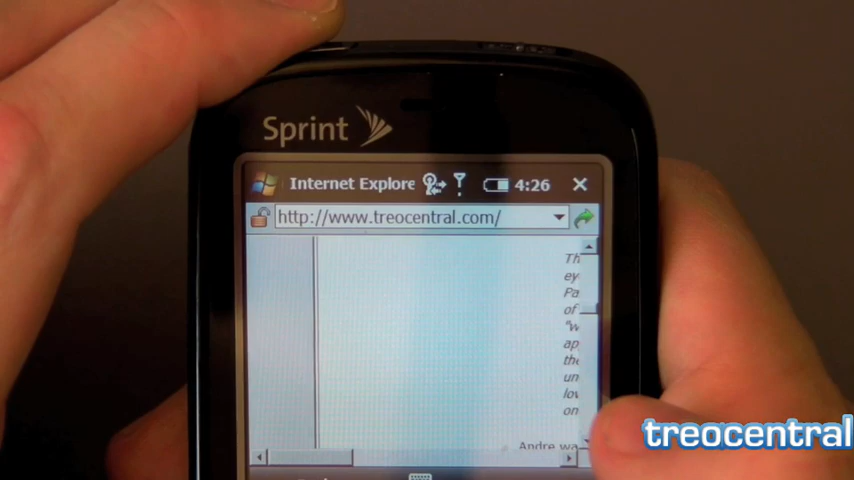 Sprint
Internet Explore 4:26
http://www.treocentral.com/
Th
ey
Pa
of
"w
ap
the
un
lov
on
Andre wa
treocentral